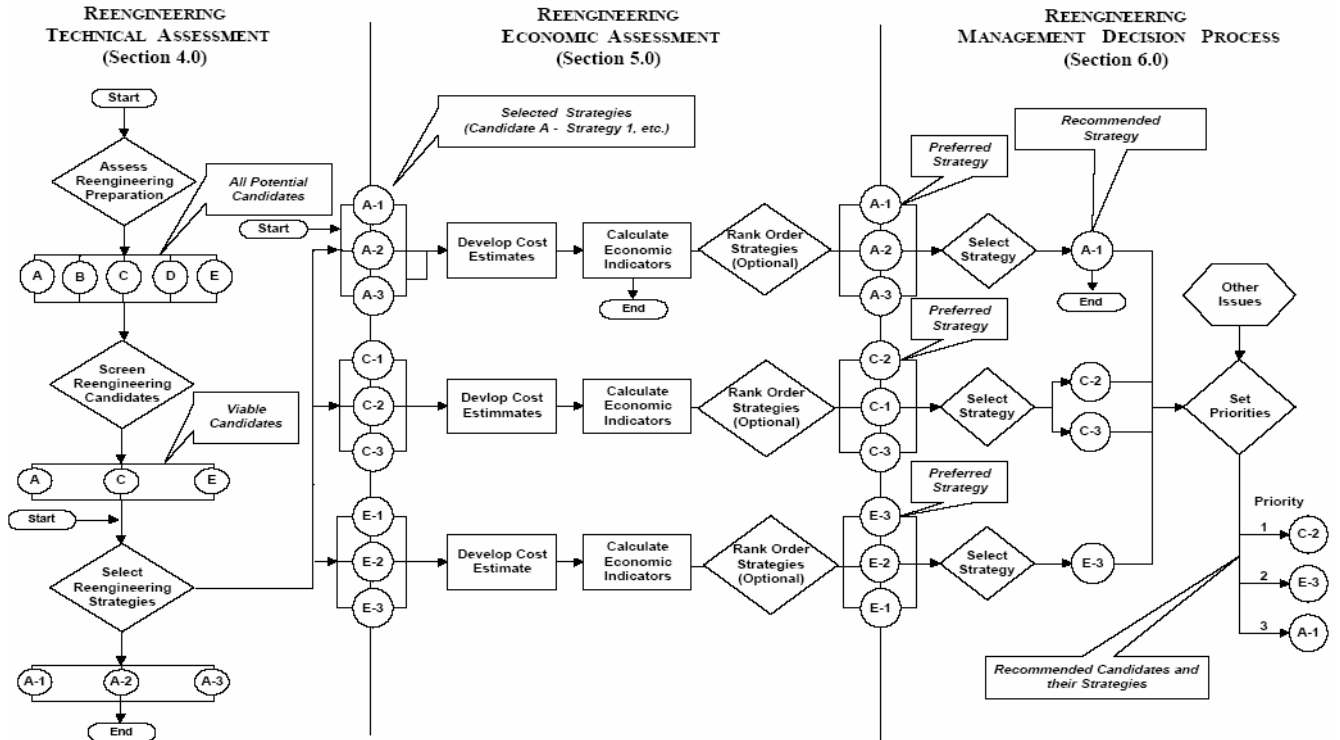 REENGINEERING
TECHNICAL ASSESSMENT
(Section 4.0)
Start
Assess
Reengineering
Preparation
All Potential
Candidates
A
B
C
D
E
Screen
Reengineering
Candidates
Viable
Candidates
A
C
E
Start
Select
Reengineering
Strategies
A-1
A-2
A-3
End
REENGINEERING
ECONOMIC ASSESSMENT
(Section 5.0)
Selected Strategies
(Candidate A - Strategy 1, etc.)
Start
A-1
A-2
A-3
Develop Cost
Estimates
Calculate
Economic
Indicators
End
Rank Order
Strategies
(Optional)
C-1
C-2
C-3
Devlop Cost
Estimmates
Calculate
Economic
Indicators
Rank Order
Strategies
(Optional)
E-1
E-2
E-3
Develop Cost
Estimate
Calculate
Economic
Indicators
Rank Order
Strategies
(Optional)
REENGINEERING
MANAGEMENT DECISION PROCESS
(Section 6.0)
Preferred
Strategy
Recommended
Strategy
A-1
A-2
A-3
Select
Strategy
A-1
End
Preferred
Strategy
C-2
C-1
C-3
Select
Strategy
C-2
C-3
Preferred
Strategy
E-3
E-2
E-1
Select
Strategy
E-3
Other
Issues
Set
Priorities
Priority
1
C-2
2
E-3
3
A-1
Recommended Candidates and
their Strategies